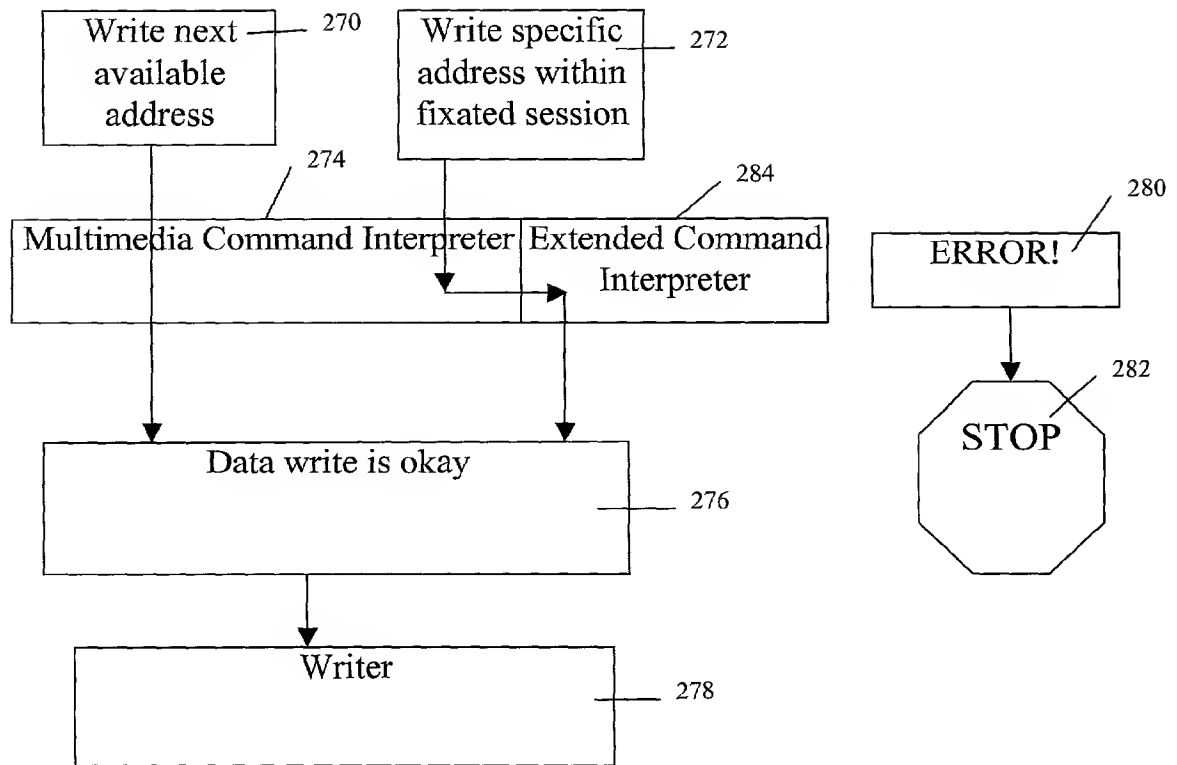 Write next
available
address
270
Write specific
address within
fixated session
272
274
284
Multimedia Command Interpreter
Extended Command
Interpreter
280
ERROR!
282
STOP
Data write is okay
276
Writer
278